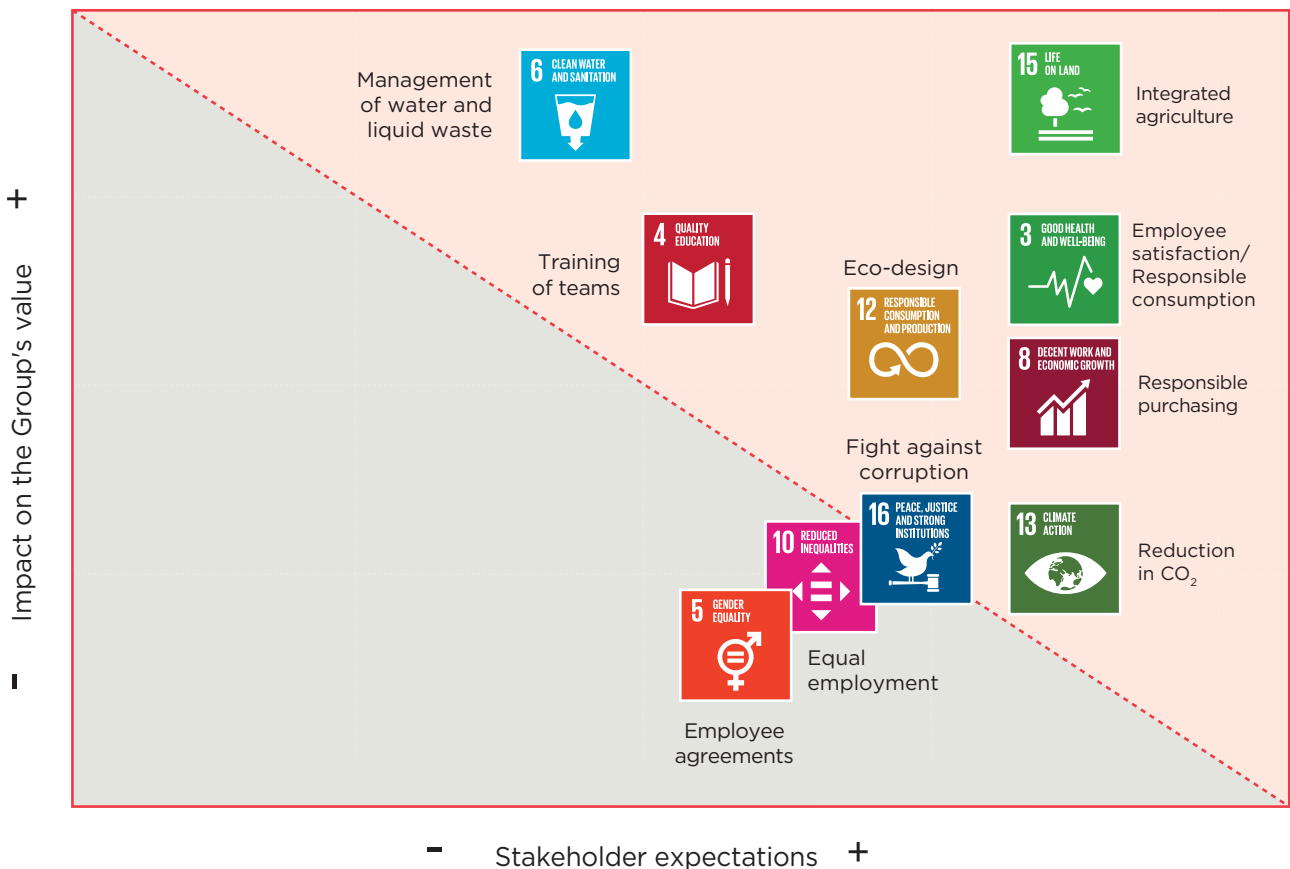 +
Impact on the Group's value
-
6 CLEAN WATER
AND SANITATION
Management
of water and
liquid waste
15 LIFE
ON LAND
Integrated
agriculture
4 QUALITY
EDUCATION
Training
of teams
3 GOOD HEALTH
AND WELL-BEING
Employee
satisfaction/
Responsible
consumption
Eco-design
12 RESPONSIBLE
CONSUMPTION
AND PRODUCTION
8 DECENT WORK AND
ECONOMIC GROWTH
Responsible
purchasing
Fight against
corruption
16 PEACE, JUSTICE
AND STRONG
INSTITUTIONS
13 CLIMATE
ACTION
Reduction
in CO₂
10 REDUCED
INEQUALITIES
Equal
employment
5 GENDER
EQUALITY
Employee
agreements
- Stakeholder expectations +